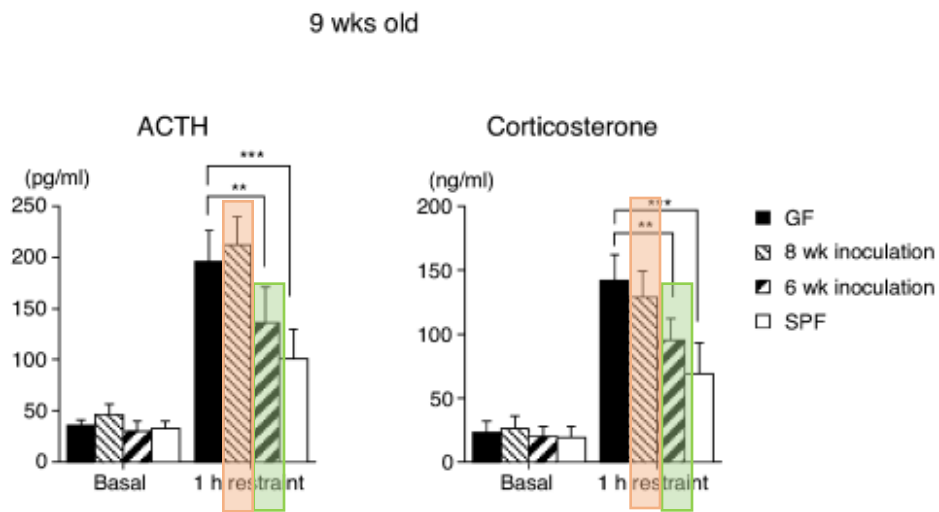 9 wks old
ACTH
(pg/ml)
250
200
150
100
50
0
***
**
Basal
1 h restraint
Corticosterone
(ng/ml)
200
150
100
50
0
***
**
Basal
1 h restraint
GF
8 wk inoculation
6 wk inoculation
SPF